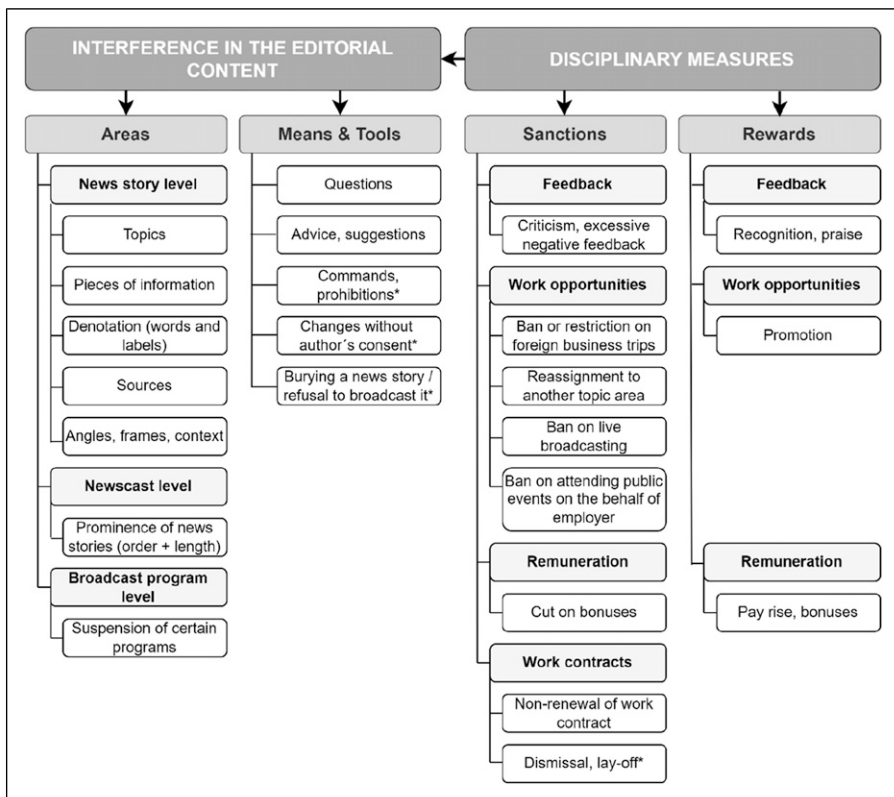 INTERFERENCE IN THE EDITORIAL
CONTENT
DISCIPLINARY MEASURES
Areas
News story level
Topics
Pieces of information
Denotation (words and
labels)
Sources
Angles, frames, context
Newscast level
Prominence of news
stories (order + length)
Broadcast program
level
Suspension of certain
programs
Means & Tools
Questions
Advice, suggestions
Commands,
prohibitions*
Changes without
author´s consent*
Burying a news story /
refusal to broadcast it*
Sanctions
Feedback
Criticism, excessive
negative feedback
Work opportunities
Ban or restriction on
foreign business trips
Reassignment to
another topic area
Ban on live
broadcasting
Ban on attending public
events on the behalf of
employer
Remuneration
Cut on bonuses
Work contracts
Non-renewal of work
contract
Dismissal, lay-off*
Rewards
Feedback
Recognition, praise
Work opportunities
Promotion
Remuneration
Pay rise, bonuses